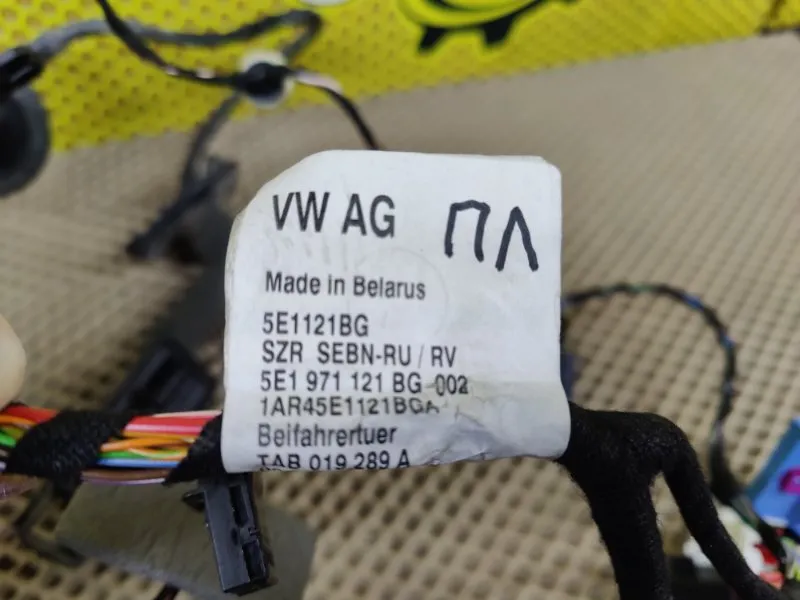 VW AG ПЛ
Made in Belarus
5E1121BG
SZR SEBN-RU / RV
5E1 971 121 BG 002
1AR45E1121BGA
Beifahrertuer
TAB 019 289 A